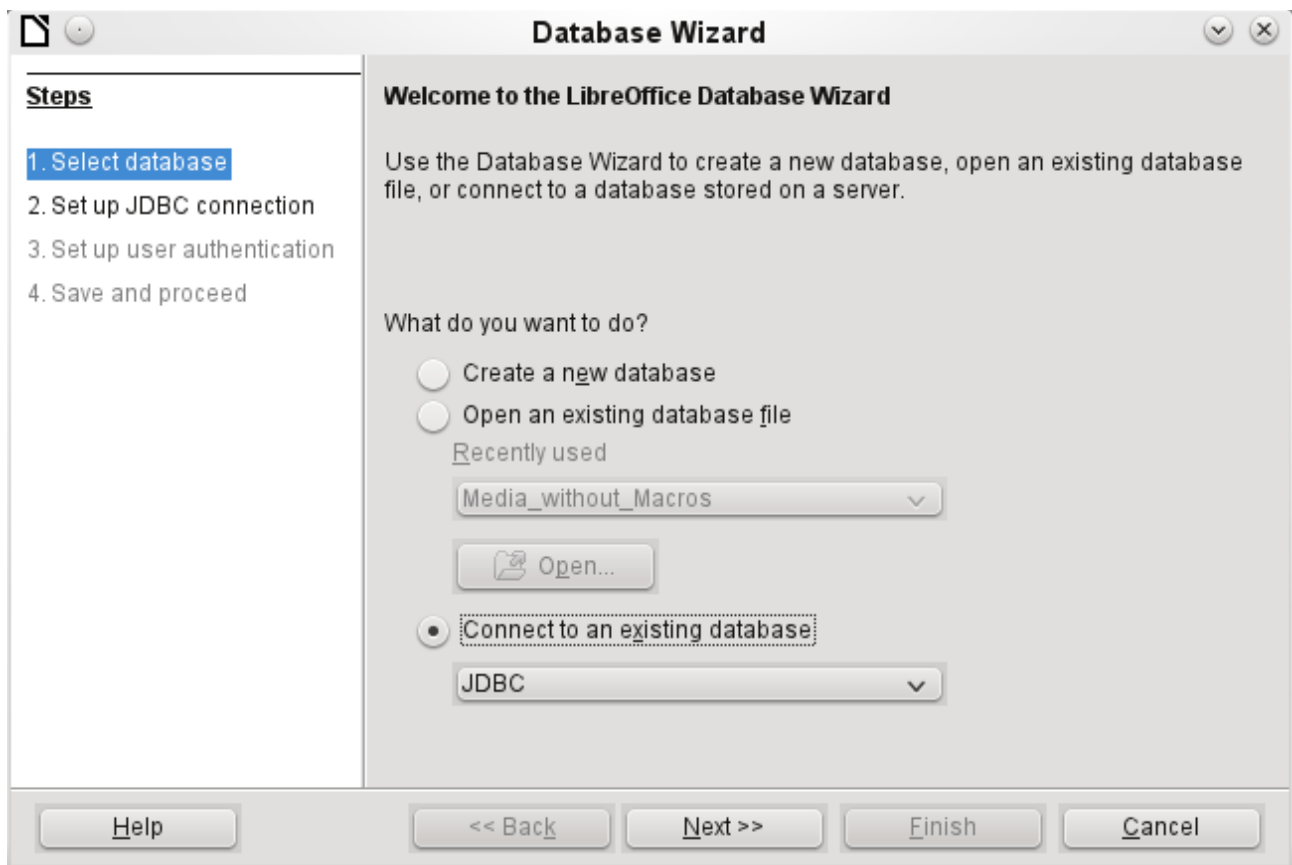 Database Wizard
Steps
1. Select database
2. Set up JDBC connection
3. Set up user authentication
4. Save and proceed
Welcome to the LibreOffice Database Wizard
Use the Database Wizard to create a new database, open an existing database
file, or connect to a database stored on a server.
What do you want to do?
Create a new database
Open an existing database file
Recently used
Media_without_Macros
Open...
Connect to an existing database
JDBC
Help
<< Back
Next >>
Finish
Cancel